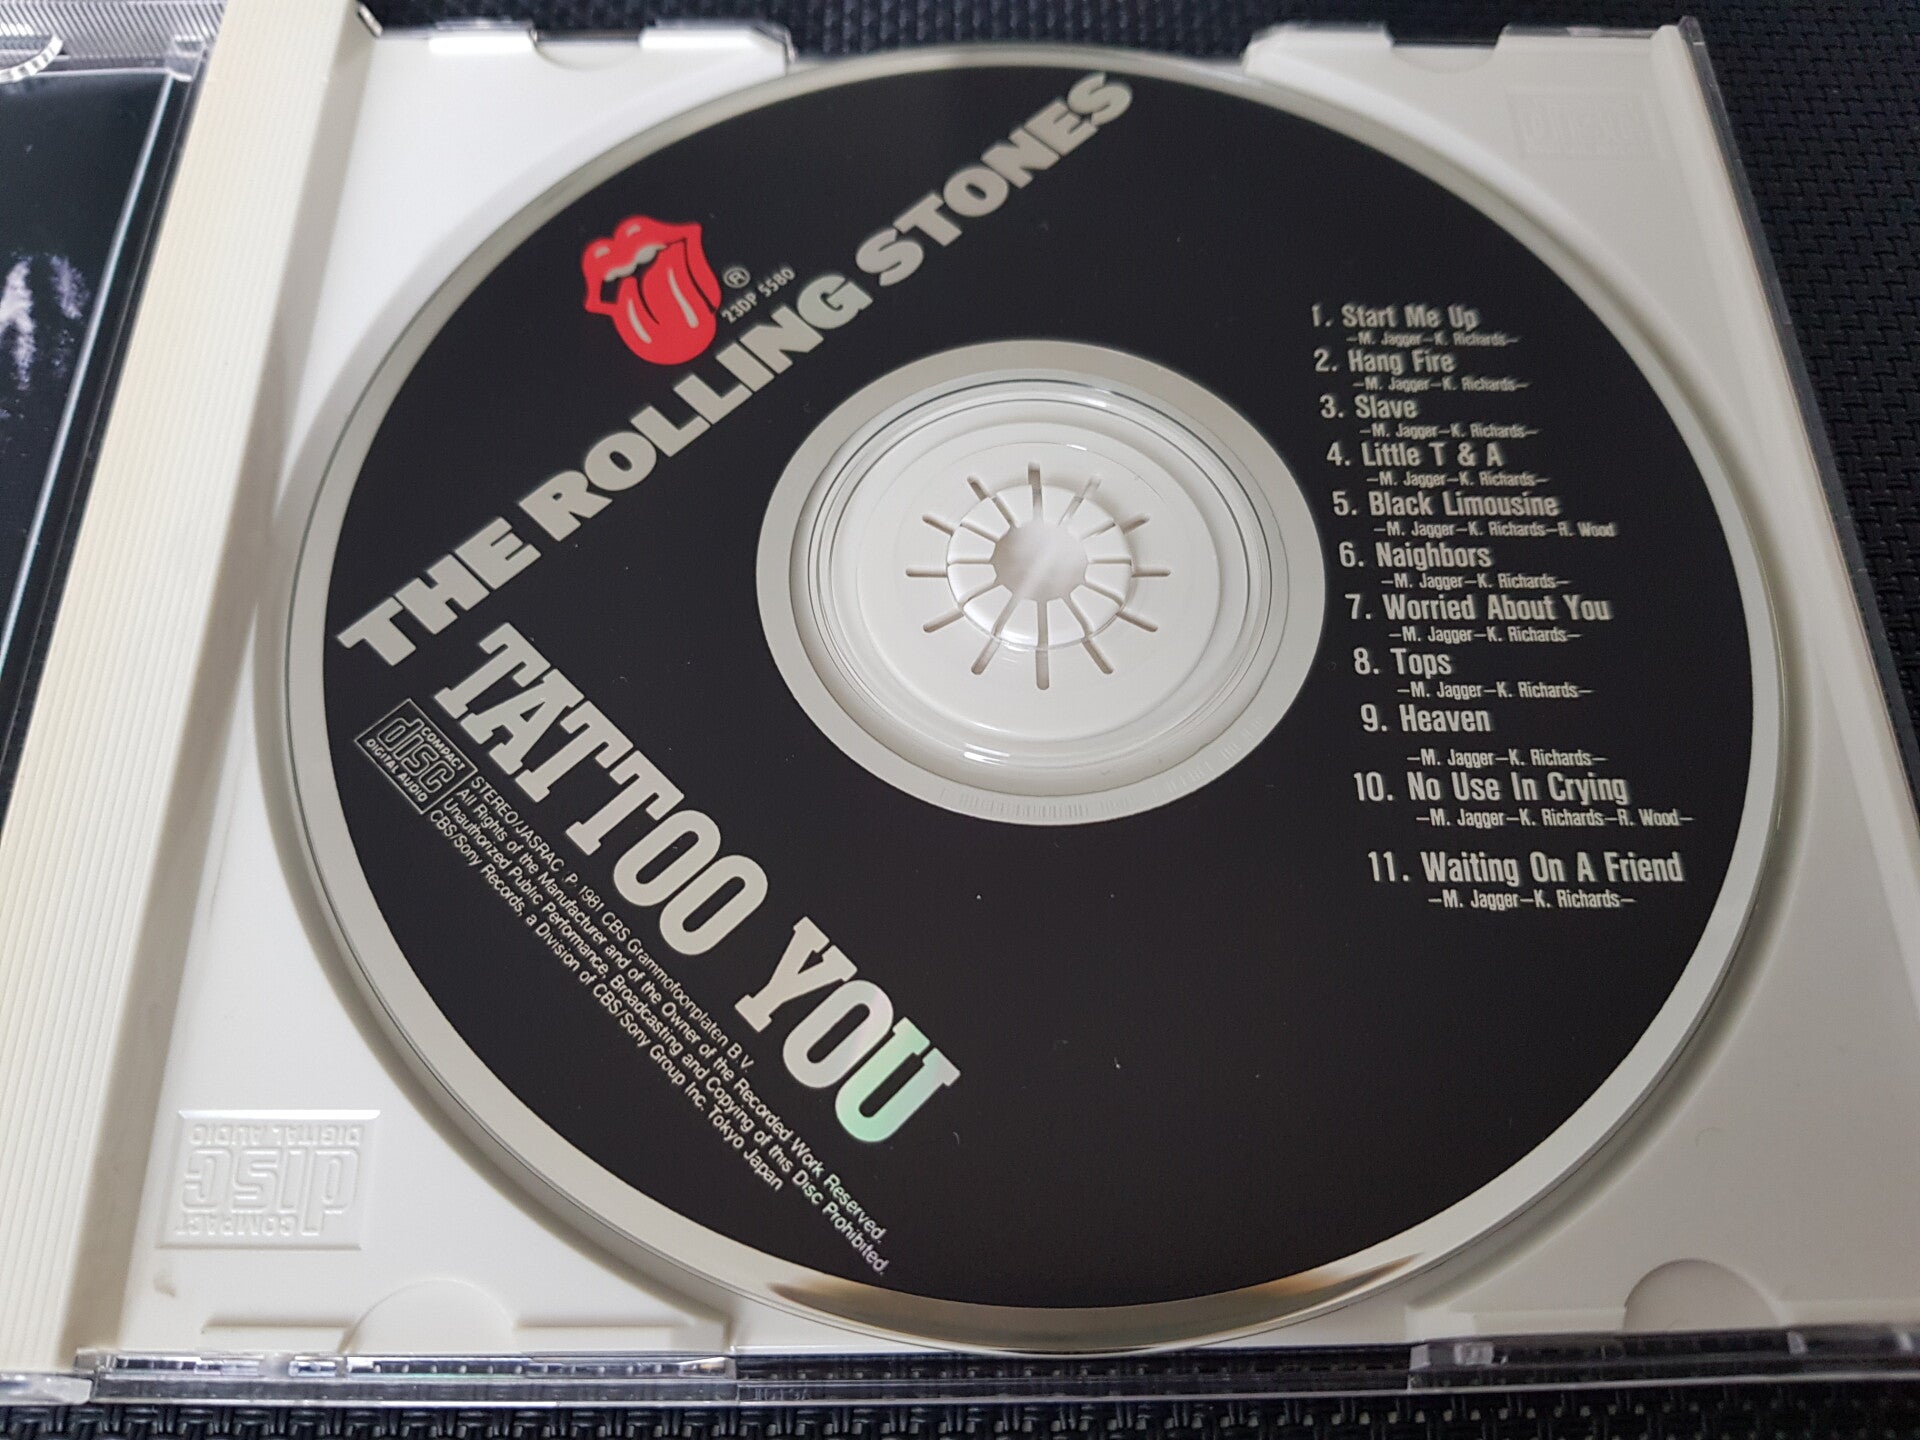 THE ROLLING STONES
®
23DP 5580
TATTOO YOU
COMPACT
disc
DIGITAL AUDIO
STEREO/JASRAC P. 1981 CBS Grammofoonplaten B.V.
All Rights of the Manufacturer and of the Owner of the Recorded Work Reserved.
Unauthorized Public Performance, Broadcasting and Copying of this Disc Prohibited.
CBS/Sony Records, a Division of CBS/Sony Group Inc. Tokyo Japan
1. Start Me Up
—M. Jagger—K. Richards—
2. Hang Fire
—M. Jagger—K. Richards—
3. Slave
—M. Jagger—K. Richards—
4. Little T & A
—M. Jagger—K. Richards—
5. Black Limousine
—M. Jagger—K. Richards—R. Wood
6. Naighbors
—M. Jagger—K. Richards—
7. Worried About You
—M. Jagger—K. Richards—
8. Tops
—M. Jagger—K. Richards—
9. Heaven
—M. Jagger—K. Richards—
10. No Use In Crying
—M. Jagger—K. Richards—R. Wood—
11. Waiting On A Friend
—M. Jagger—K. Richards—
COMPACT
disc
DIGITAL AUDIO